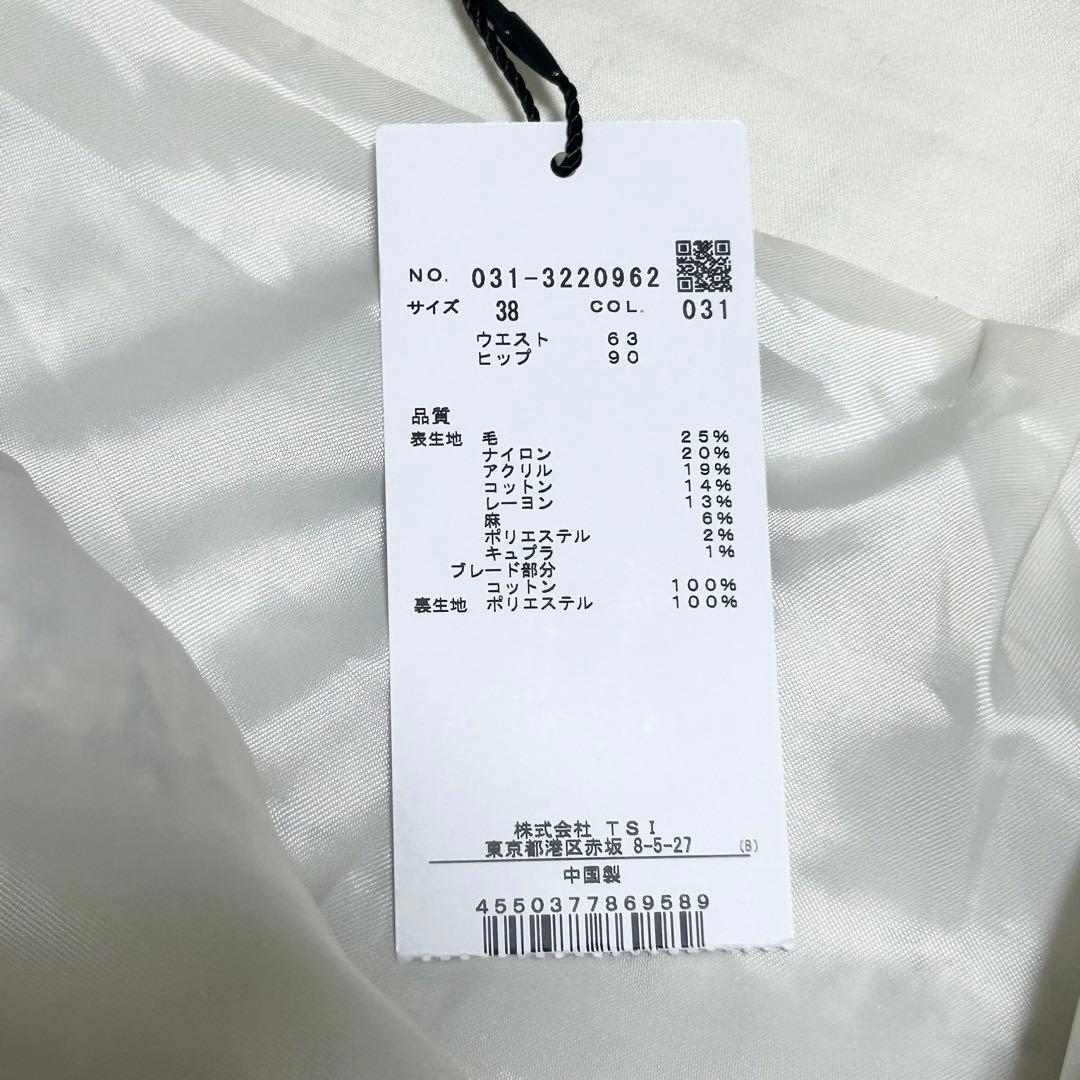 NO. 031-3220962
サイズ 38 COL. 031
ウエスト 63
ヒップ 90
品質
表生地 毛 25%
ナイロン 20%
アクリル 19%
コットン 14%
レーヨン 13%
麻 6%
ポリエステル 2%
キュプラ 1%
ブレード部分
コットン 100%
裏生地 ポリエステル 100%
株式会社 TSI
東京都港区赤坂 8-5-27 (B)
中国製
4550377869589